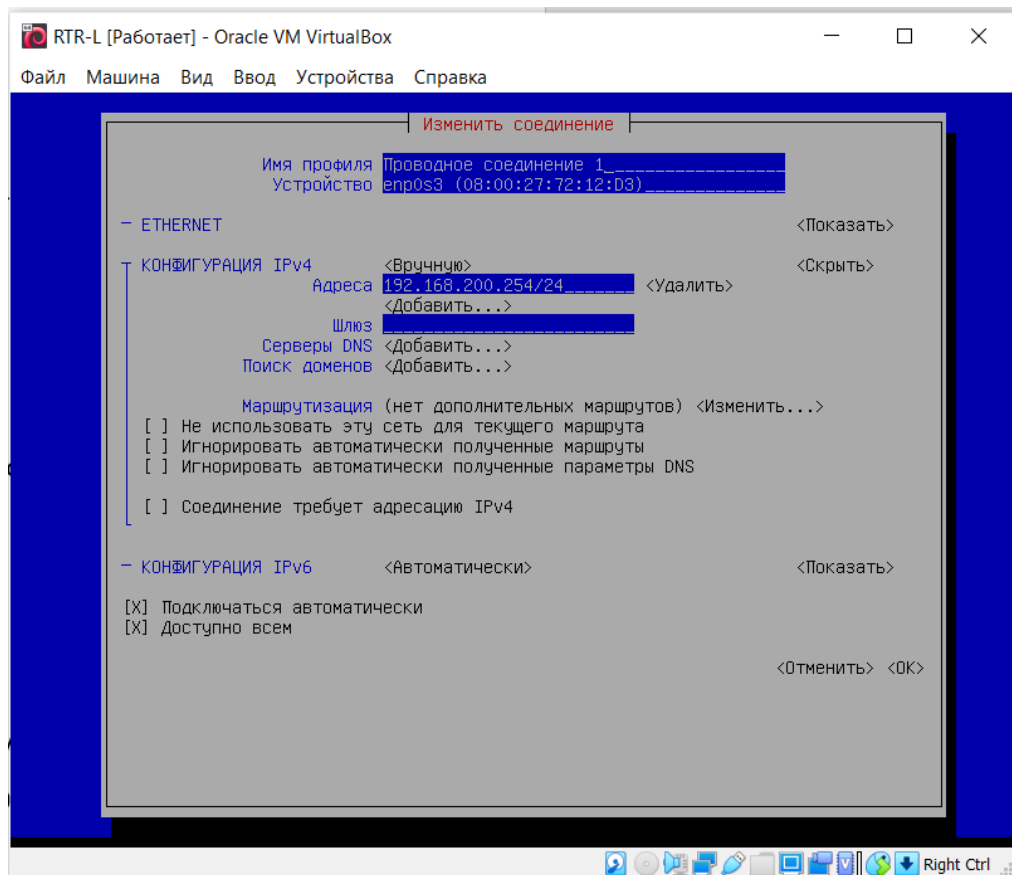 RTR-L [Работает] - Oracle VM VirtualBox
Файл Машина Вид Ввод Устройства Справка
Изменить соединение
Имя профиля Проводное соединение 1_________________
Устройство enp0s3 (08:00:27:72:12:D3)______________
─ ETHERNET <Показать>
КОНФИГУРАЦИЯ IPv4 <Вручную> <Скрыть>
Адреса 192.168.200.254/24_______ <Удалить>
<Добавить...>
Шлюз _________________________
Серверы DNS <Добавить...>
Поиск доменов <Добавить...>
Маршрутизация (нет дополнительных маршрутов) <Изменить...>
[ ] Не использовать эту сеть для текущего маршрута
[ ] Игнорировать автоматически полученные маршруты
[ ] Игнорировать автоматически полученные параметры DNS
[ ] Соединение требует адресацию IPv4
─ КОНФИГУРАЦИЯ IPv6 <Автоматически> <Показать>
[X] Подключаться автоматически
[X] Доступно всем
<Отменить> <OK>
Right Ctrl